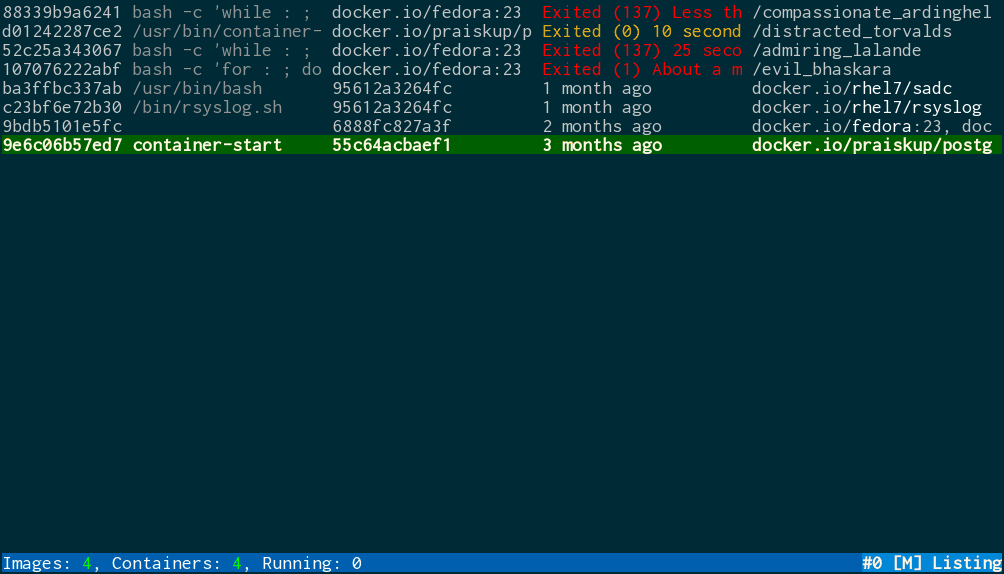 88339b9a6241 bash -c 'while : ; docker.io/fedora:23 Exited (137) Less th /compassionate_ardinghel
d01242287ce2 /usr/bin/container- docker.io/praiskup/p Exited (0) 10 second /distracted_torvalds
52c25a343067 bash -c 'while : ; docker.io/fedora:23 Exited (137) 25 seco /admiring_lalande
107076222abf bash -c 'for : ; do docker.io/fedora:23 Exited (1) About a m /evil_bhaskara
ba3ffbc337ab /usr/bin/bash 95612a3264fc 1 month ago docker.io/rhel7/sadc
c23bf6e72b30 /bin/rsyslog.sh 95612a3264fc 1 month ago docker.io/rhel7/rsyslog
9bdb5101e5fc 6888fc827a3f 2 months ago docker.io/fedora:23, doc
9e6c06b57ed7 container-start 55c64acbaef1 3 months ago docker.io/praiskup/postg
Images: 4, Containers: 4, Running: 0 #0 [M] Listing